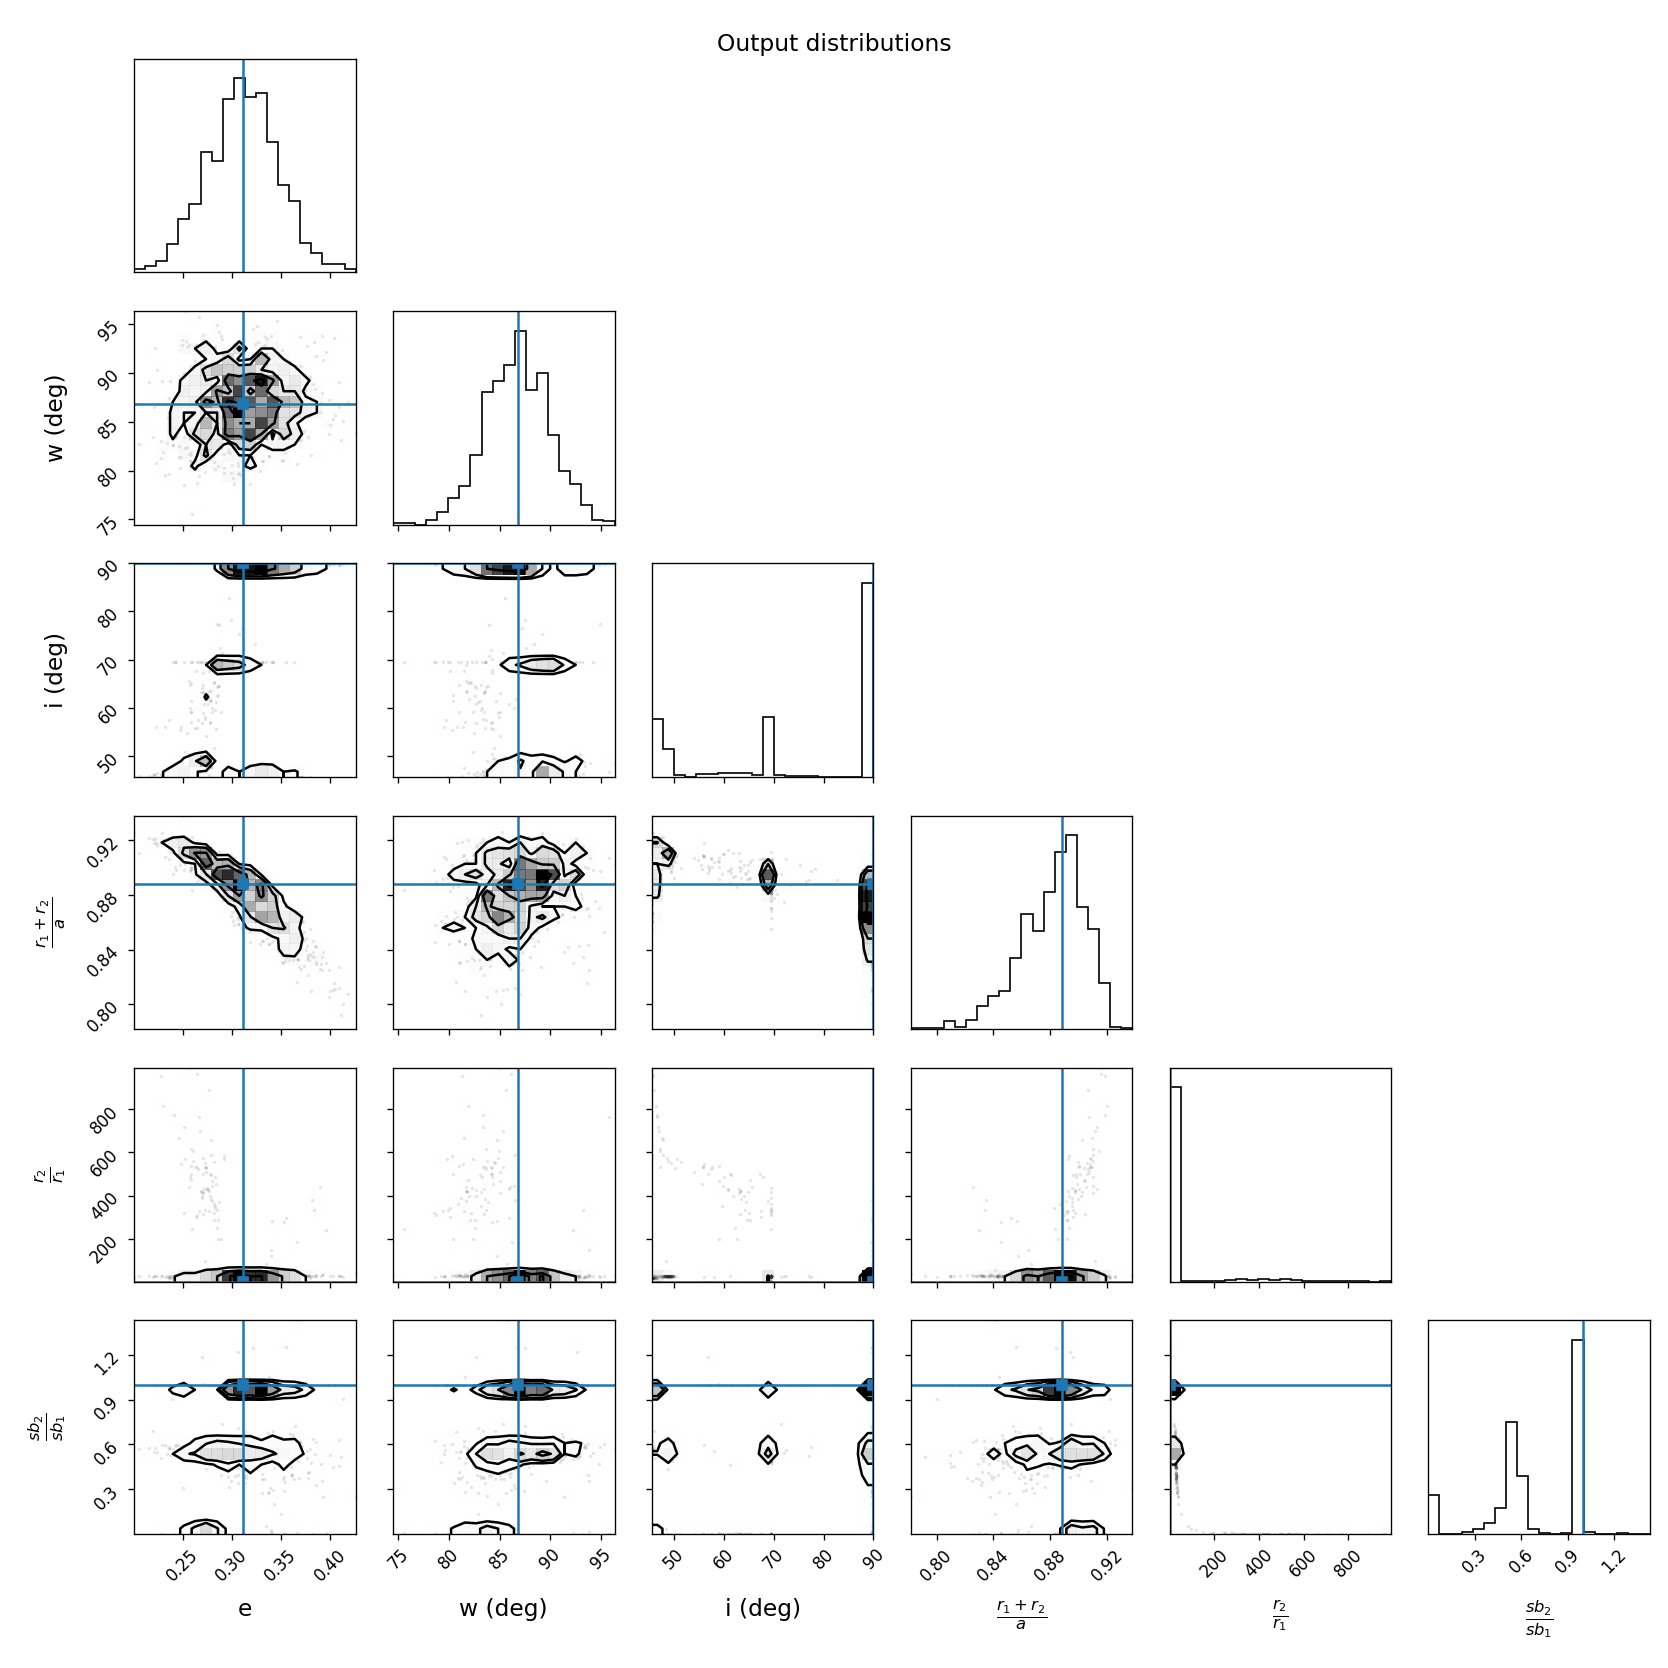 Output distributions
95
90
85
80
75
w (deg)
90
80
70
60
50
i (deg)
0.92
0.88
0.84
0.80
r1 + r2
a
800
600
400
200
r2
r1
1.2
0.9
0.6
0.3
sb2
sb1
0.25 0.30 0.35 0.40 75 80 85 90 95 50 60 70 80 90 0.80 0.84 0.88 0.92 200 400 600 800 0.3 0.6 0.9 1.2
e w (deg) i (deg) r1 + r2 r2 sb2
a r1 sb1